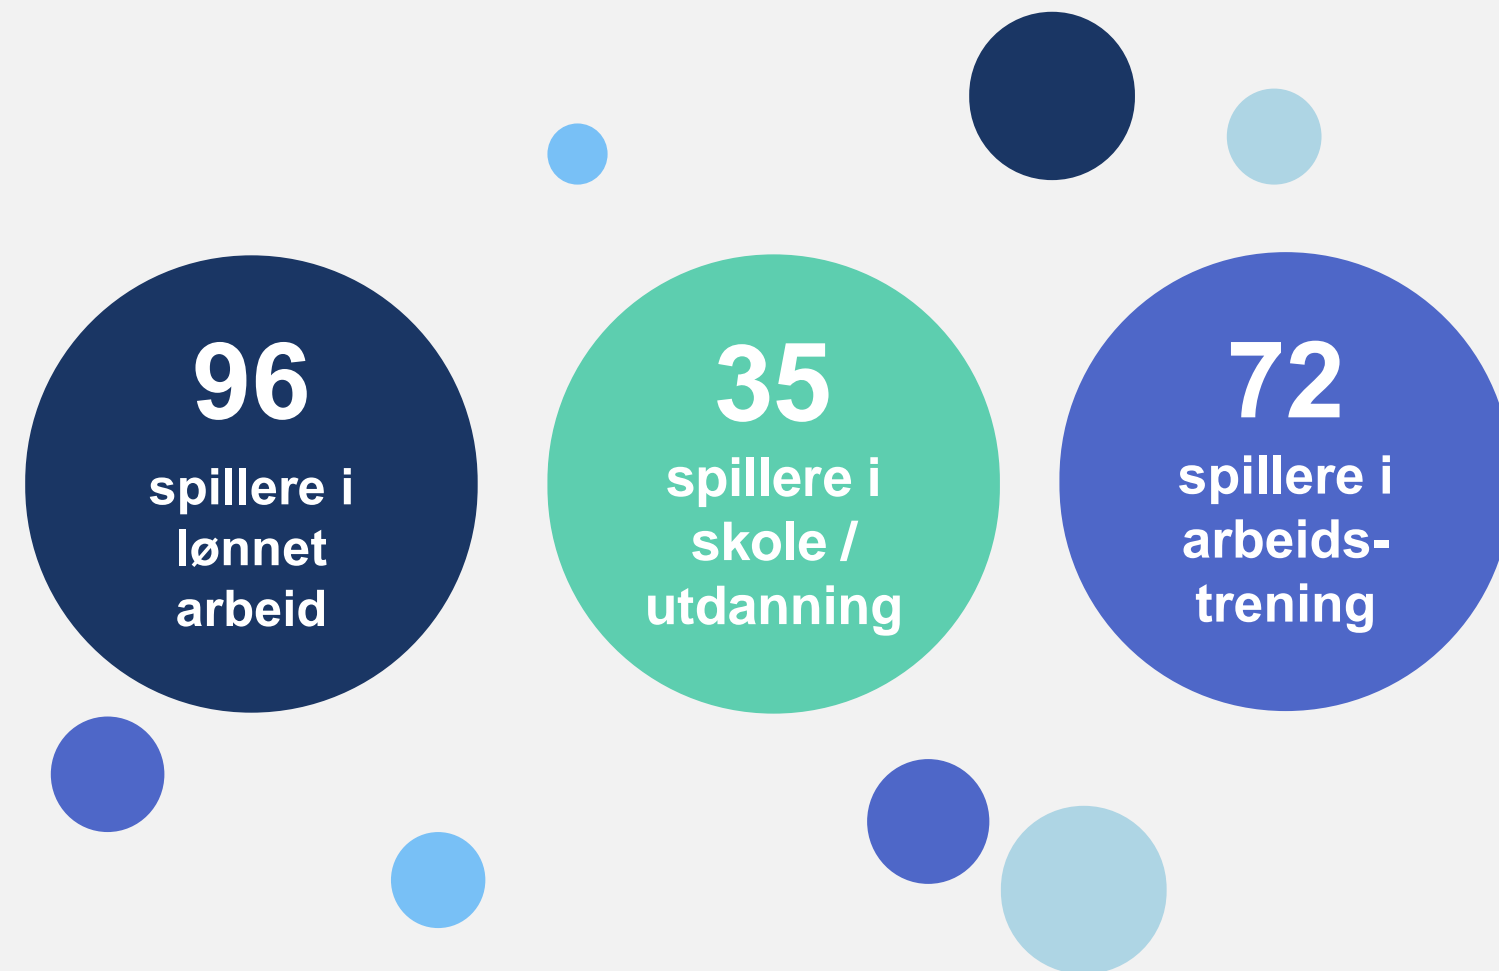 96
spillere i
lønnet
arbeid
35
spillere i
skole /
utdanning
72
spillere i
arbeids-
trening